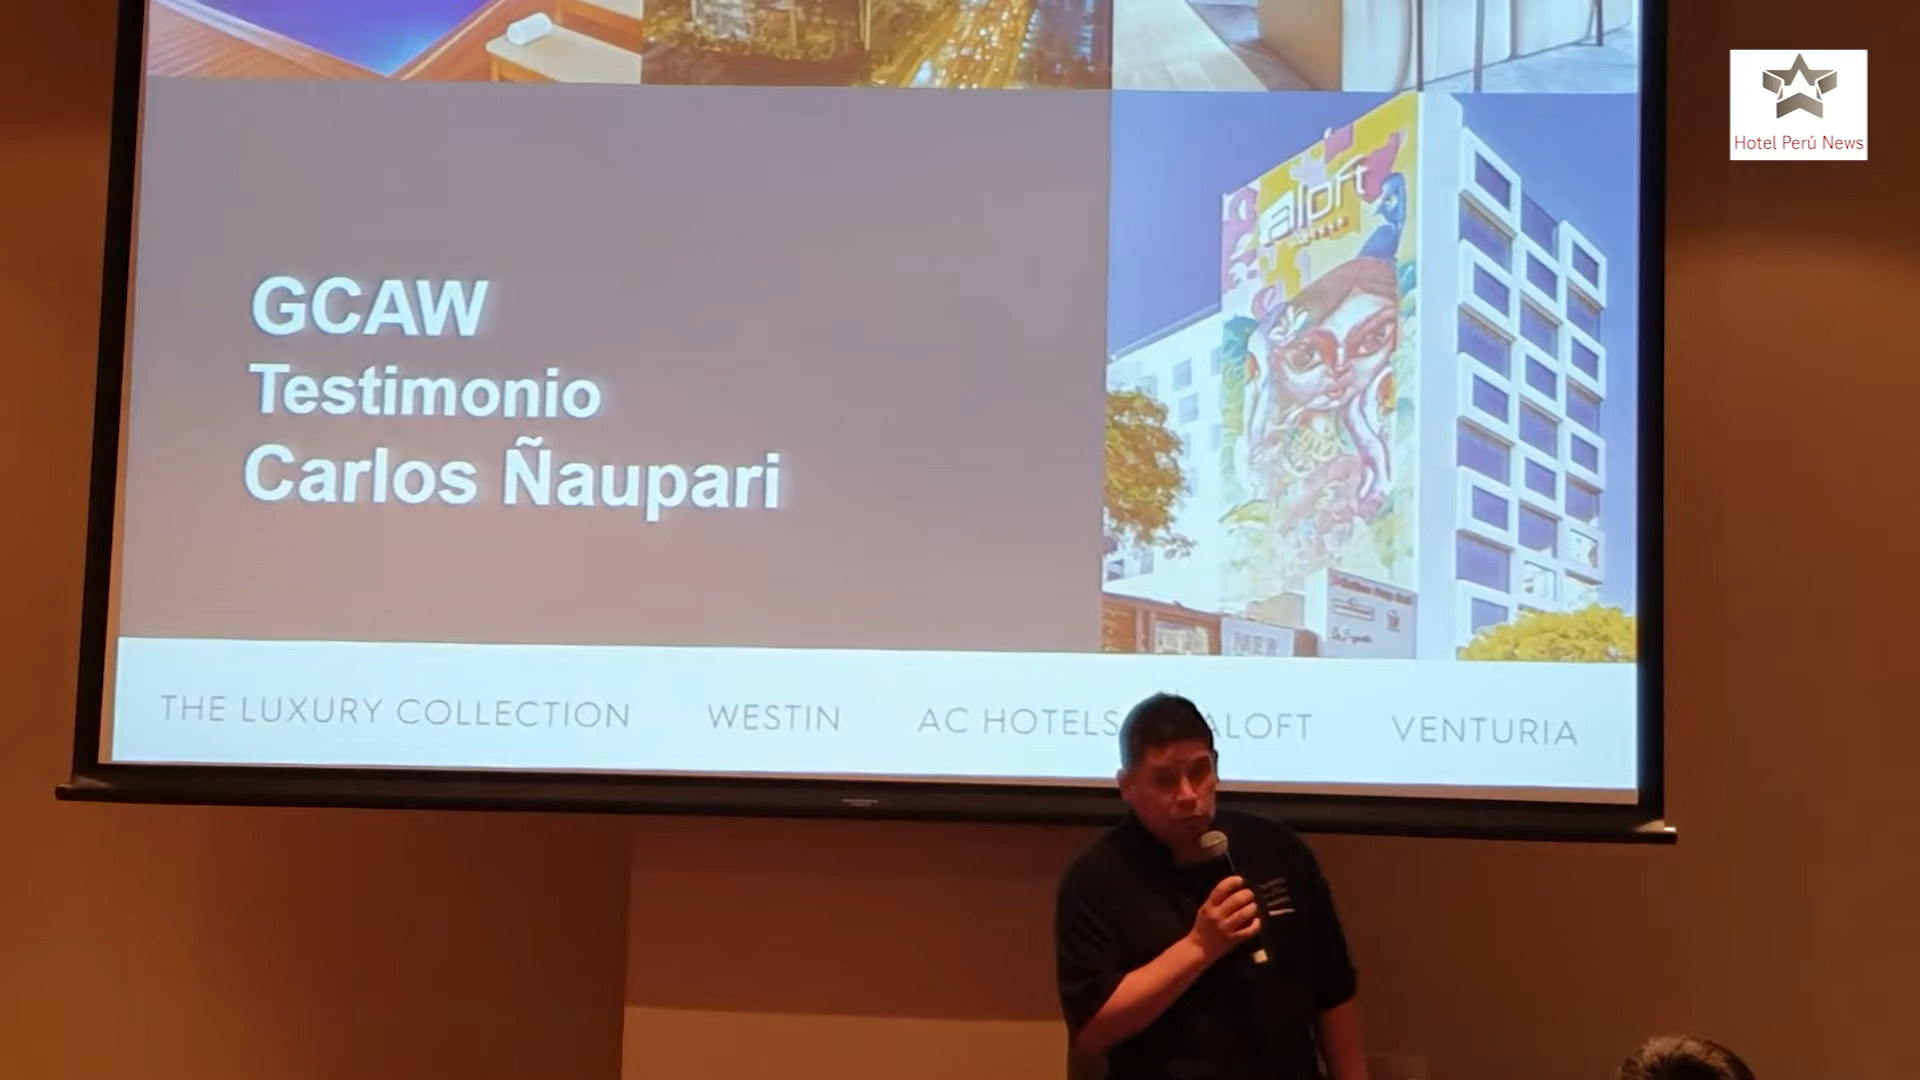 Hotel Perú News
aloft
GCAW
Testimonio
Carlos Ñaupari
THE LUXURY COLLECTION WESTIN AC HOTELS ALOFT VENTURIA